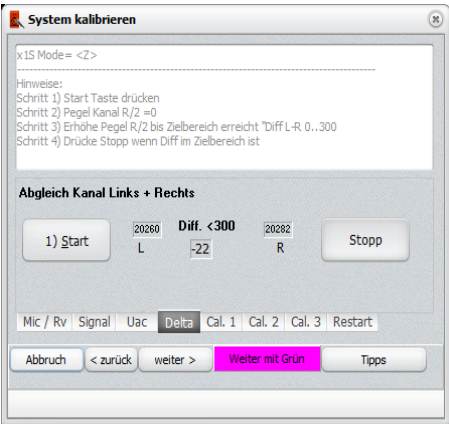 System kalibrieren
x1S Mode= <Z>
Hinweise:
Schritt 1) Start Taste drücken
Schritt 2) Pegel Kanal R/2 =0
Schritt 3) Erhöhe Pegel R/2 bis Zielbereich erreicht "Diff L-R 0..300
Schritt 4) Drücke Stopp wenn Diff im Zielbereich ist
Abgleich Kanal Links + Rechts
1) Start 20260 Diff. <300 20282 Stopp
L -22 R
Mic / Rv Signal Uac Delta Cal. 1 Cal. 2 Cal. 3 Restart
Abbruch < zurück weiter > Weiter mit Grün Tipps